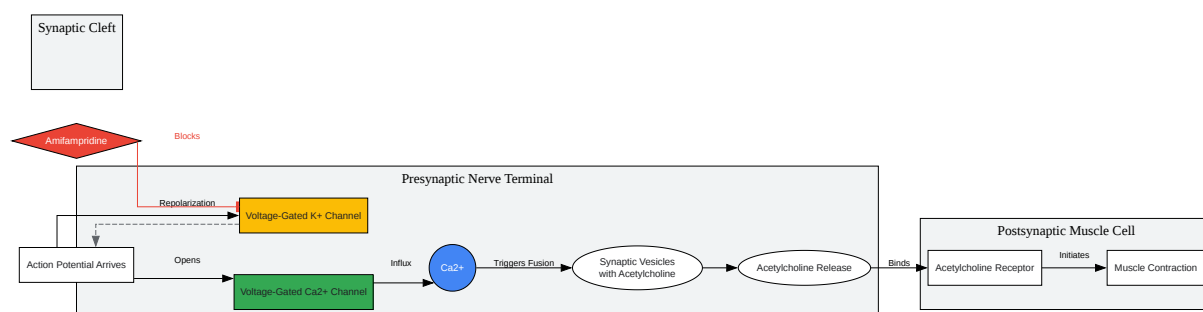 Synaptic Cleft
Amifampridine
Blocks
Presynaptic Nerve Terminal
Repolarization
Voltage-Gated K+ Channel
Action Potential Arrives
Opens
Voltage-Gated Ca2+ Channel
Influx
Ca2+
Triggers Fusion
Synaptic Vesicles
with Acetylcholine
Acetylcholine Release
Binds
Postsynaptic Muscle Cell
Acetylcholine Receptor
Initiates
Muscle Contraction